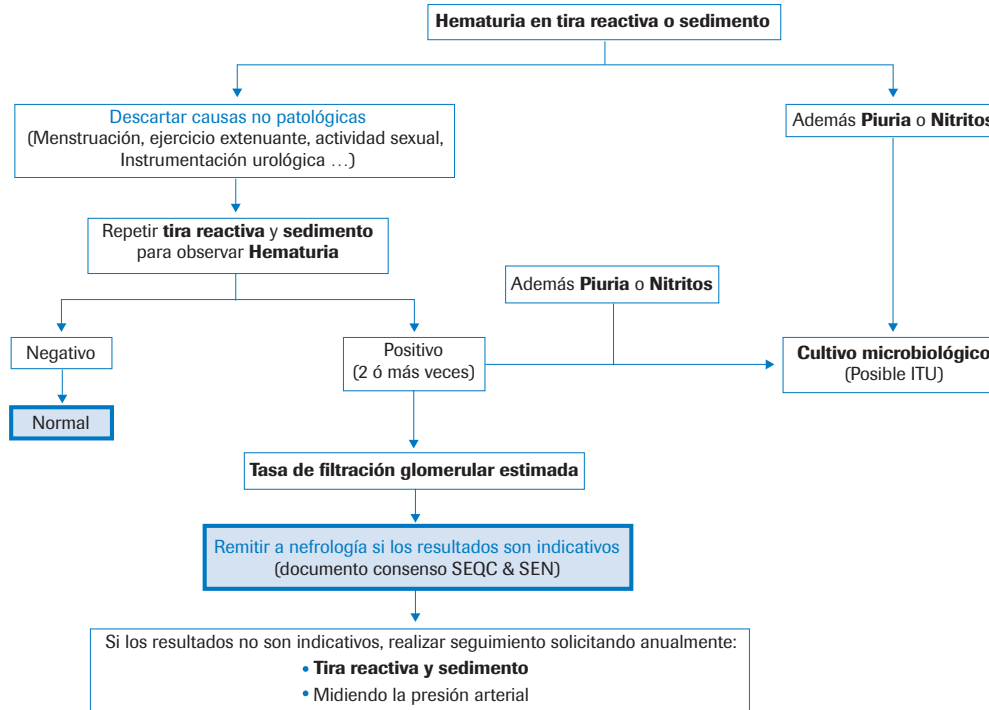 Hematuria en tira reactiva o sedimento
Descartar causas no patológicas
(Menstruación, ejercicio extenuante, actividad sexual,
Instrumentación urológica …)
Además Piuria o Nitritos
Repetir tira reactiva y sedimento
para observar Hematuria
Además Piuria o Nitritos
Negativo
Positivo
(2 ó más veces)
Cultivo microbiológico
(Posible ITU)
Normal
Tasa de filtración glomerular estimada
Remitir a nefrología si los resultados son indicativos
(documento consenso SEQC & SEN)
Si los resultados no son indicativos, realizar seguimiento solicitando anualmente:
• Tira reactiva y sedimento
• Midiendo la presión arterial